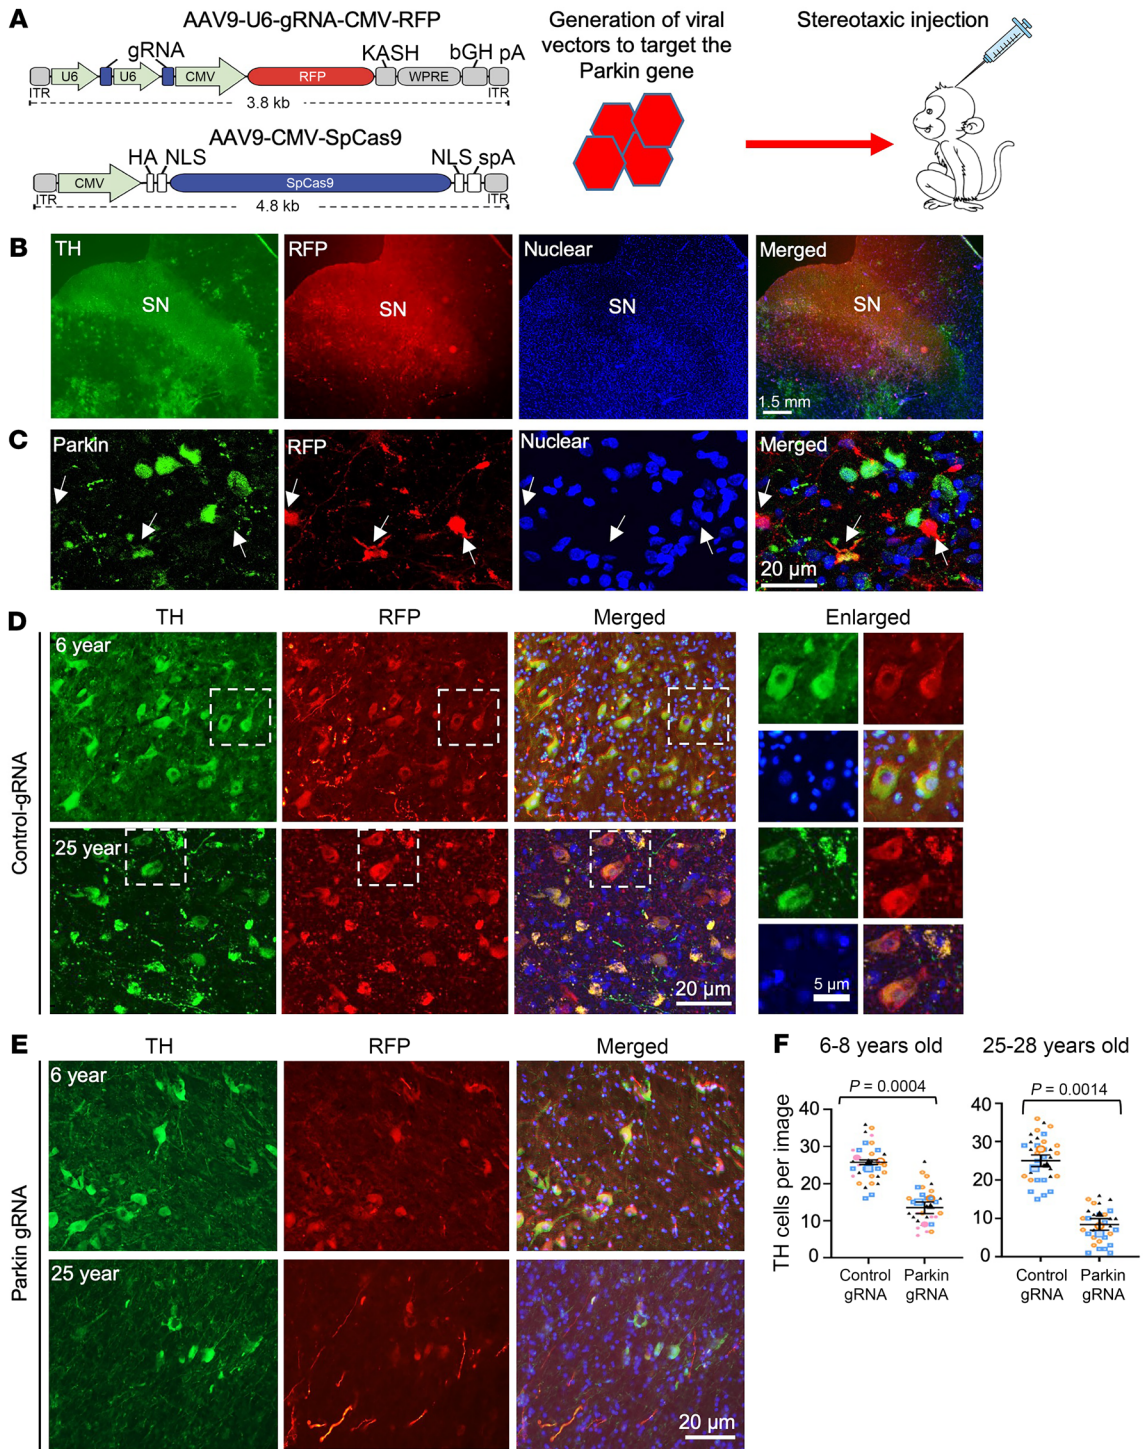 A
AAV9-U6-gRNA-CMV-RFP
gRNA
KASH
bGH pA
U6
U6
CMV
RFP
WPRE
ITR
ITR
3.8 kb
AAV9-CMV-SpCas9
HA NLS
NLS spA
CMV
SpCas9
ITR
ITR
4.8 kb
Generation of viral
vectors to target the
Parkin gene
Stereotaxic injection
B
TH
SN
RFP
SN
Nuclear
SN
Merged
SN
1.5 mm
C
Parkin
RFP
Nuclear
Merged
20 µm
D
TH
RFP
Merged
Enlarged
Control-gRNA
6 year
25 year
20 µm
5 µm
E
TH
RFP
Merged
Parkin gRNA
6 year
25 year
20 µm
F
6-8 years old
25-28 years old
TH cells per image
P = 0.0004
40
30
20
10
0
Control
gRNA
Parkin
gRNA
P = 0.0014
40
30
20
10
0
Control
gRNA
Parkin
gRNA